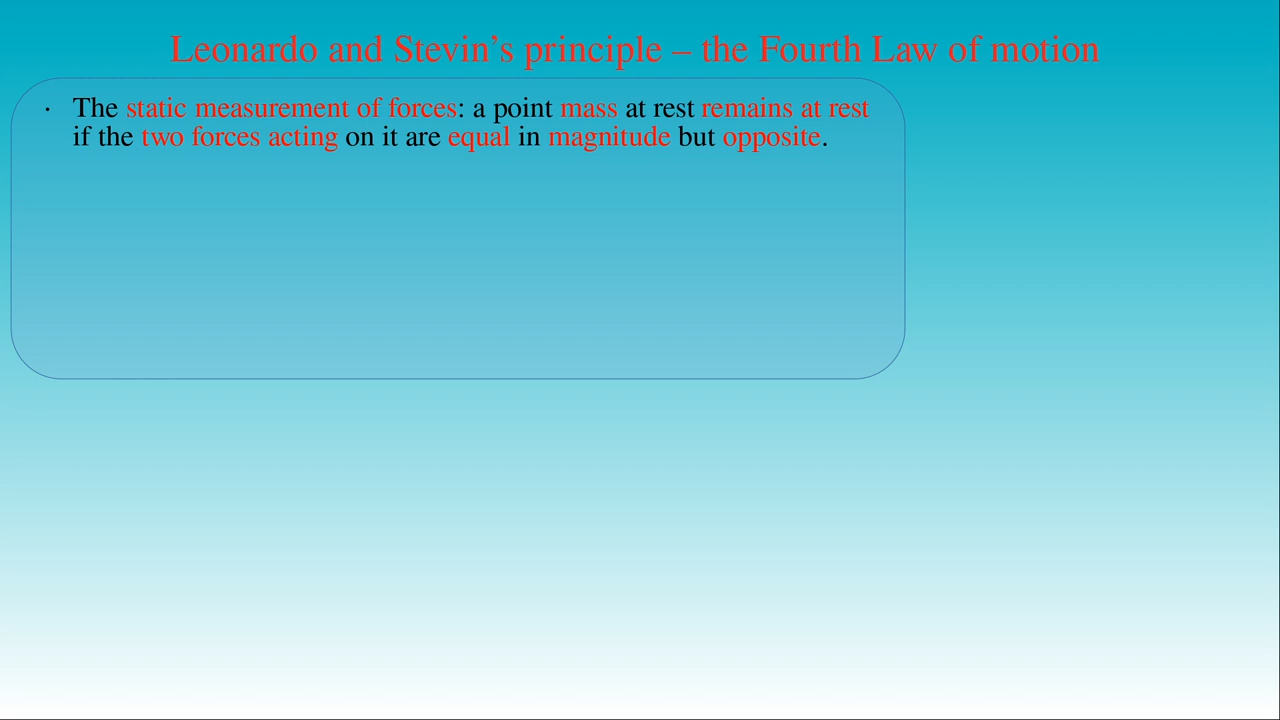 Leonardo and Stevin’s principle – the Fourth Law of motion
• The static measurement of forces: a point mass at rest remains at rest
if the two forces acting on it are equal in magnitude but opposite.